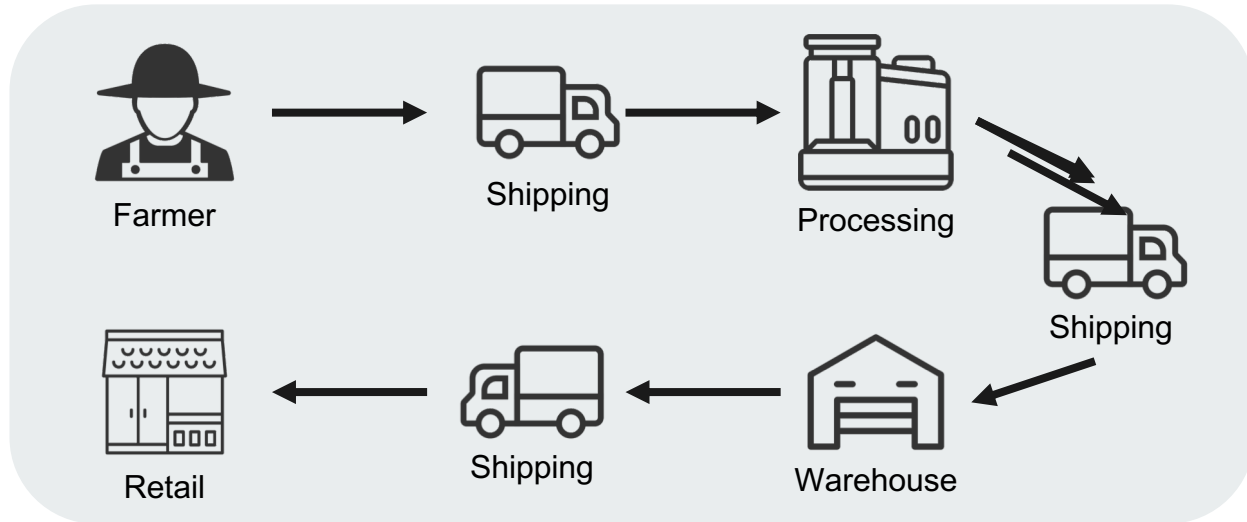 Farmer
Shipping
Processing
Shipping
Warehouse
Shipping
Retail